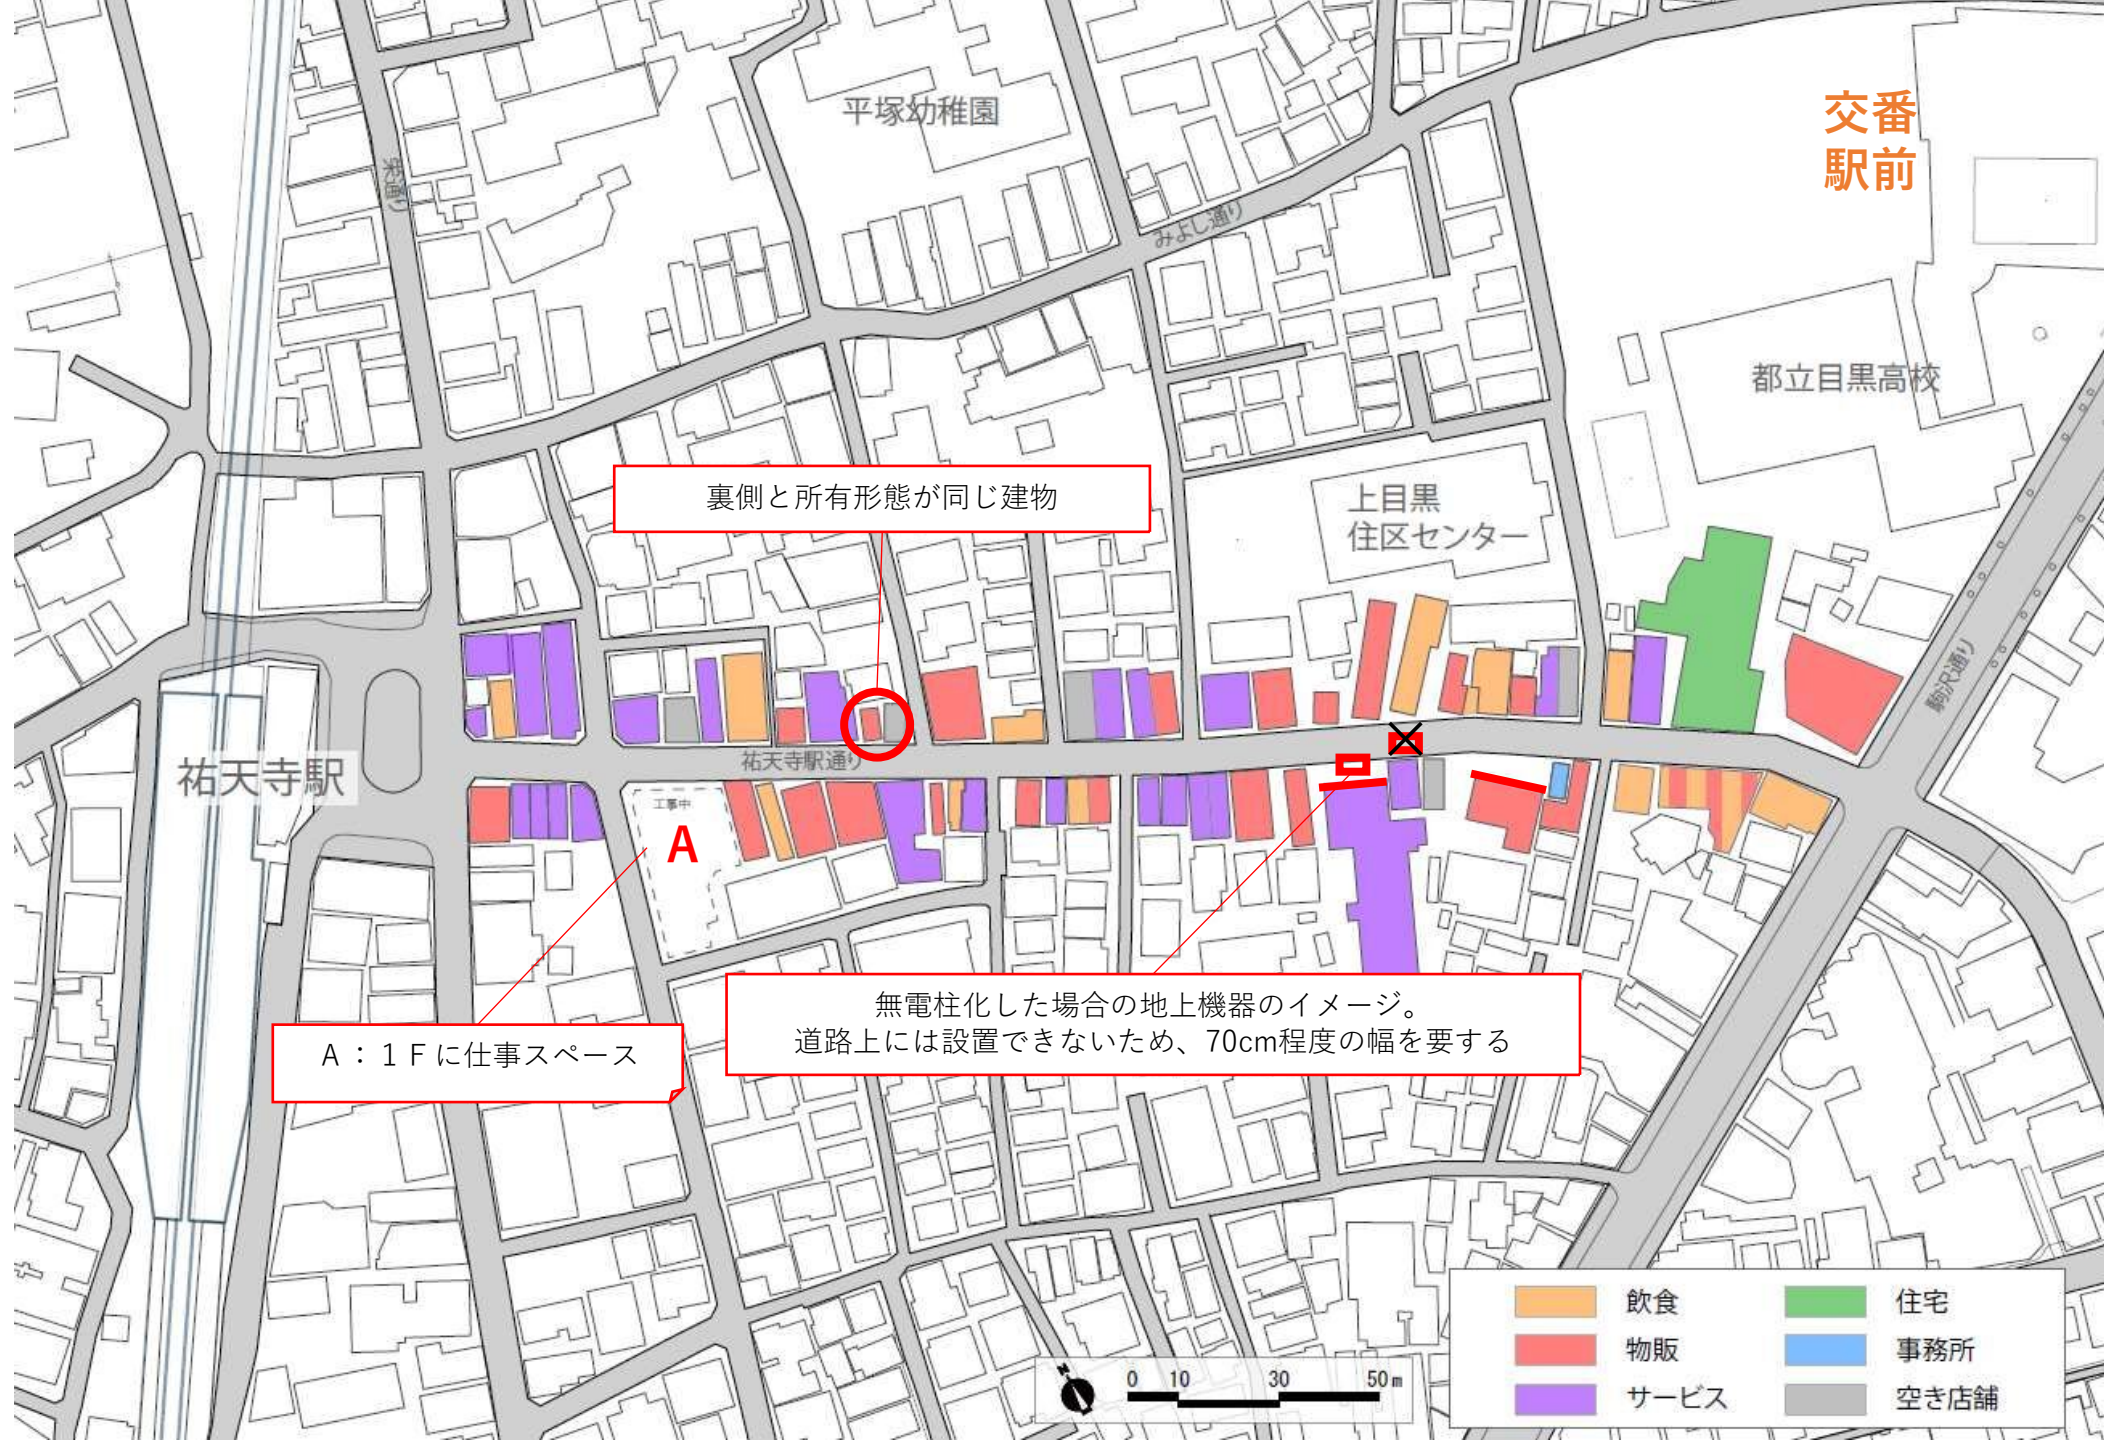 平塚幼稚園
交番
駅前
栄通り
みよし通り
都立目黒高校
裏側と所有形態が同じ建物
上目黒
住区センター
駒沢通り
祐天寺駅
祐天寺駅通り
工事中
A
無電柱化した場合の地上機器のイメージ。
道路上には設置できないため、70cm程度の幅を要する
A：１Ｆに仕事スペース
飲食
住宅
物販
事務所
サービス
空き店舗
N
0 10 30 50m